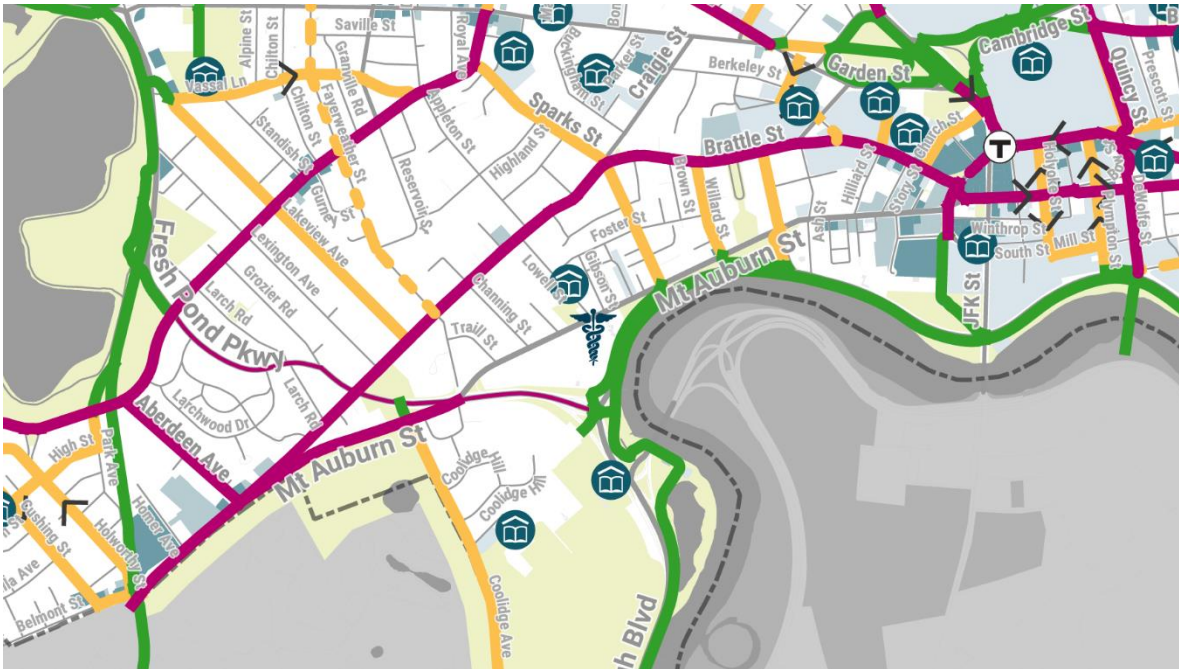 Saville St
Alpine St
Chilton St
Granville Rd
Royal Ave
Buckingham St
Parker St
Craigie St
Berkeley St
Garden St
Cambridge St
Quincy St
Prescott St
Vassal Ln
Chilton St
Fayerweather St
Appleton St
Sparks St
Highland St
Brattle St
Church St
Standish St
Gurney St
Reservoir St
Hilliard St
Story St
T
Holyoke St
Plympton St
DeWolfe St
Brown St
Willard St
Ash St
Winthrop St
South St
Mill St
Foster St
Lakeview Ave
Lexington Ave
Grozier Rd
Larch Rd
Fresh Pond Pkwy
Channing St
Lowell St
Gibson St
Mt Auburn St
JFK St
Traill St
Larch Rd
Larchwood Dr
Aberdeen Ave
Mt Auburn St
High St
Park Ave
Homer Ave
Holworthy St
Cushing St
Belmont St
Coolidge Hill
Coolidge Hill
Coolidge Ave
h Blvd
ia Ave